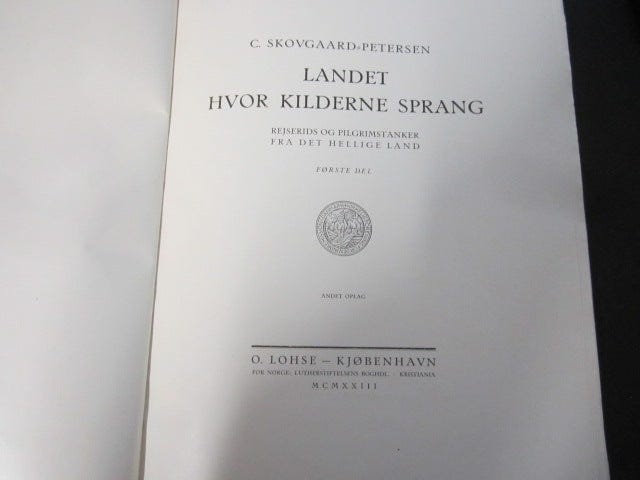 C. SKOVGAARD-PETERSEN
LANDET
HVOR KILDERNE SPRANG
REJSERIDS OG PILGRIMSTANKER
FRA DET HELLIGE LAND
FØRSTE DEL
ANDET OPLAG
O. LOHSE — KJØBENHAVN
FOR NORGE: LUTHERSTIFTELSENS BOGHDL. · KRISTIANIA
MCMXXIII